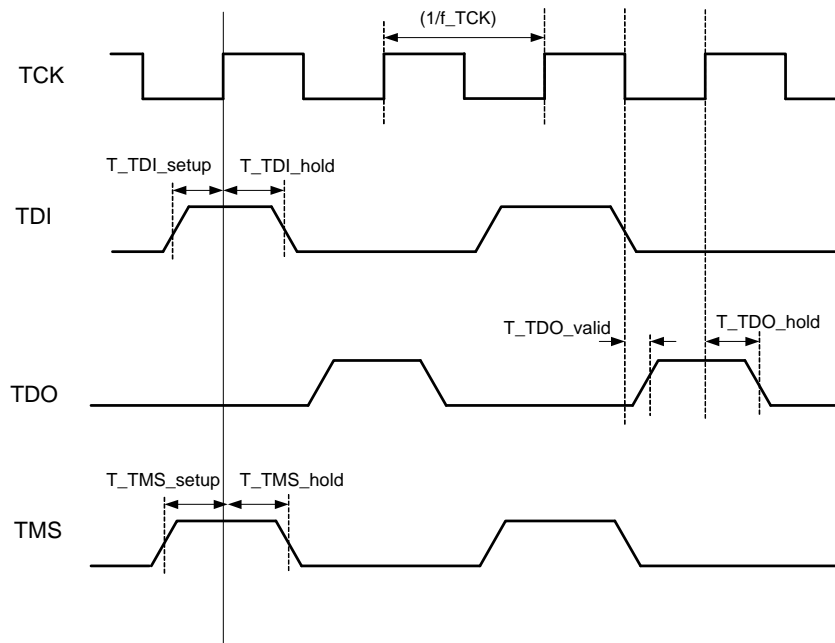 (1/f_TCK)
TCK
T_TDI_setup
T_TDI_hold
TDI
T_TDO_valid
T_TDO_hold
TDO
T_TMS_setup
T_TMS_hold
TMS